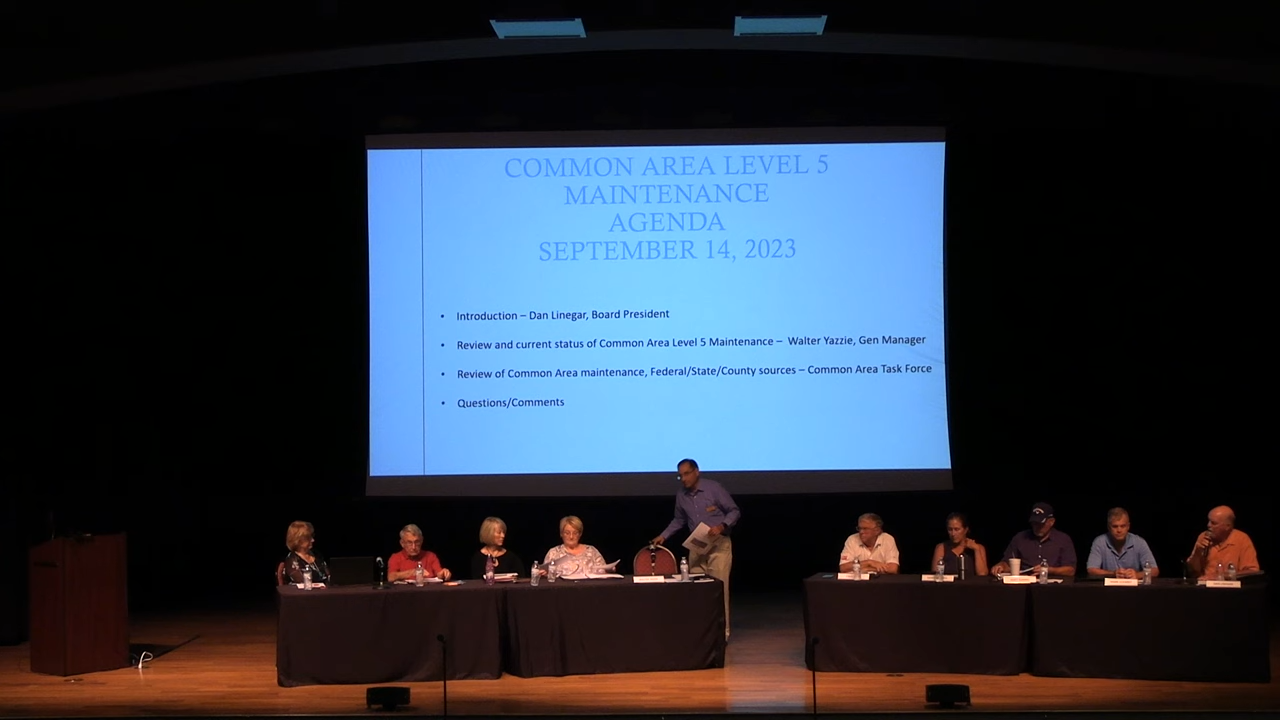 COMMON AREA LEVEL 5
MAINTENANCE
AGENDA
SEPTEMBER 14, 2023
• Introduction – Dan Linegar, Board President
• Review and current status of Common Area Level 5 Maintenance – Walter Yazzie, Gen Manager
• Review of Common Area maintenance, Federal/State/County sources – Common Area Task Force
• Questions/Comments